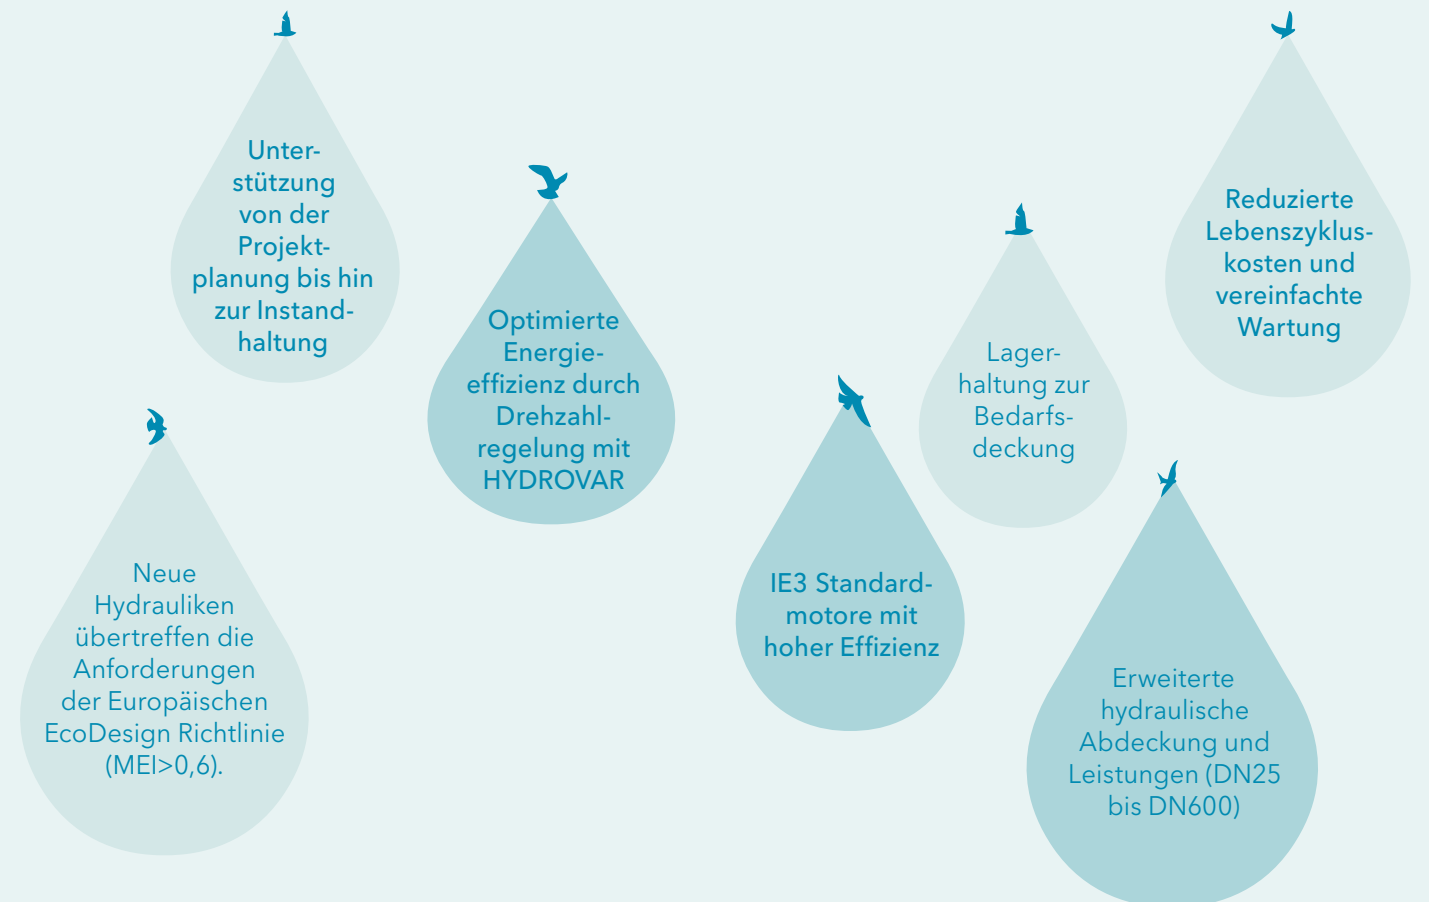 Unter-
stützung
von der
Projekt-
planung bis hin
zur Instand-
haltung
Optimierte
Energie-
effizienz durch
Drehzahl-
regelung mit
HYDROVAR
Reduzierte
Lebenszyklus-
kosten und
vereinfachte
Wartung
Lager-
haltung zur
Bedarfs-
deckung
Neue
Hydrauliken
übertreffen die
Anforderungen
der Europäischen
EcoDesign Richtlinie
(MEI>0,6).
IE3 Standard-
motore mit
hoher Effizienz
Erweiterte
hydraulische
Abdeckung und
Leistungen (DN25
bis DN600)